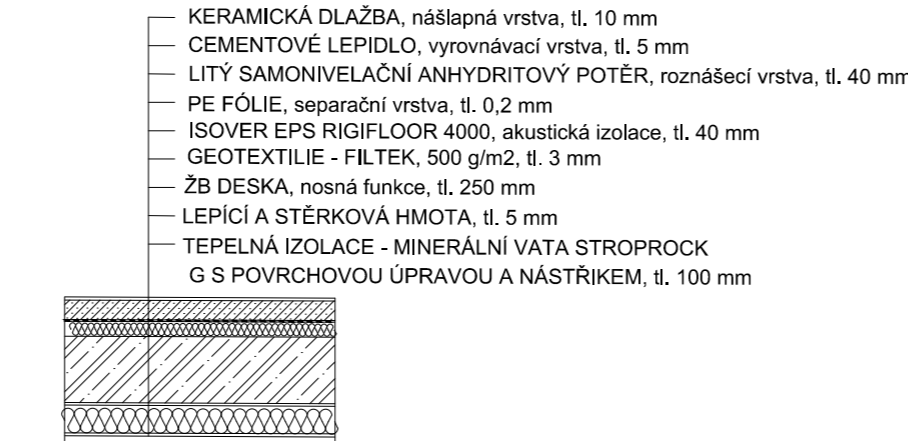 KERAMICKÁ DLAŽBA, nášlapná vrstva, tl. 10 mm
CEMENTOVÉ LEPIDLO, vyrovnávací vrstva, tl. 5 mm
LITÝ SAMONIVELAČNÍ ANHYDRITOVÝ POTĚR, roznášecí vrstva, tl. 40 mm
PE FÓLIE, separační vrstva, tl. 0,2 mm
ISOVER EPS RIGIFLOOR 4000, akustická izolace, tl. 40 mm
GEOTEXTILIE - FILTEK, 500 g/m2, tl. 3 mm
ŽB DESKA, nosná funkce, tl. 250 mm
LEPÍCÍ A STĚRKOVÁ HMOTA, tl. 5 mm
TEPELNÁ IZOLACE - MINERÁLNÍ VATA STROPROCK
G S POVRCHOVOU ÚPRAVOU A NÁSTŘIKEM, tl. 100 mm